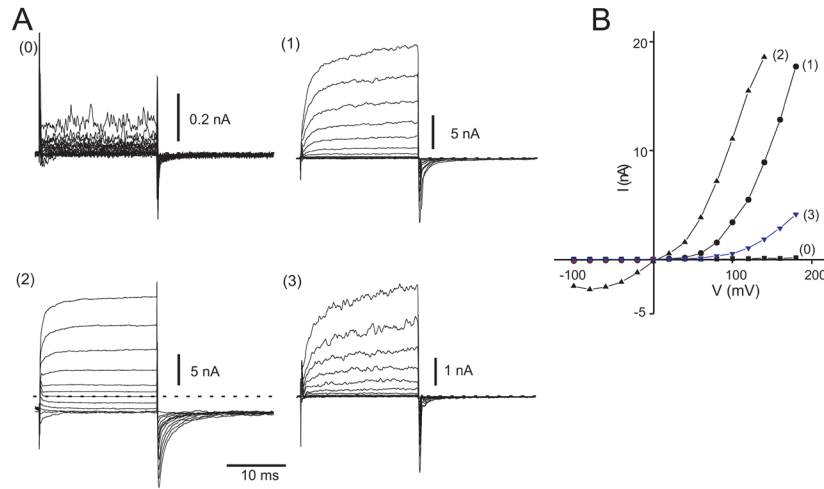 A
(0)
0.2 nA
(1)
5 nA
(2)
5 nA
10 ms
(3)
1 nA
B
20
10
-5
I (nA)
-100
100
200
V (mV)
(2)
(1)
(3)
(0)